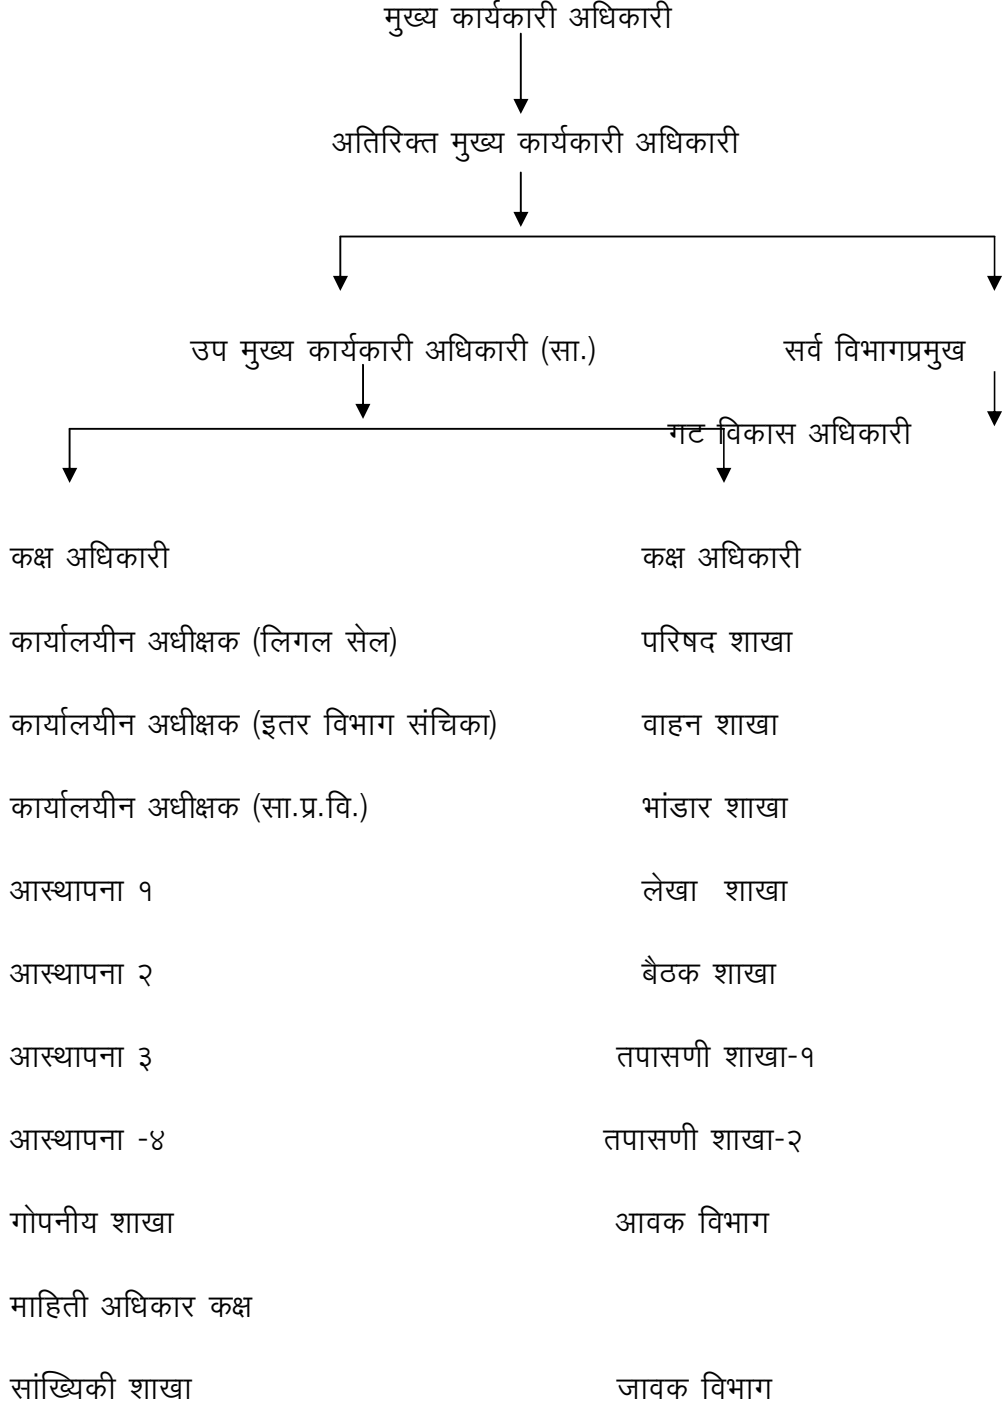 मुख्य कार्यकारी अधिकारी
अतिरिक्त मुख्य कार्यकारी अधिकारी
उप मुख्य कार्यकारी अधिकारी (सा.) सर्व विभागप्रमुख
गट विकास अधिकारी
कक्ष अधिकारी कक्ष अधिकारी
कार्यालयीन अधीक्षक (लिगल सेल) परिषद शाखा
कार्यालयीन अधीक्षक (इतर विभाग संचिका) वाहन शाखा
कार्यालयीन अधीक्षक (सा.प्र.वि.) भांडार शाखा
आस्थापना १ लेखा शाखा
आस्थापना २ बैठक शाखा
आस्थापना ३ तपासणी शाखा-१
आस्थापना -४ तपासणी शाखा-२
गोपनीय शाखा आवक विभाग
माहिती अधिकार कक्ष
सांख्यिकी शाखा जावक विभाग